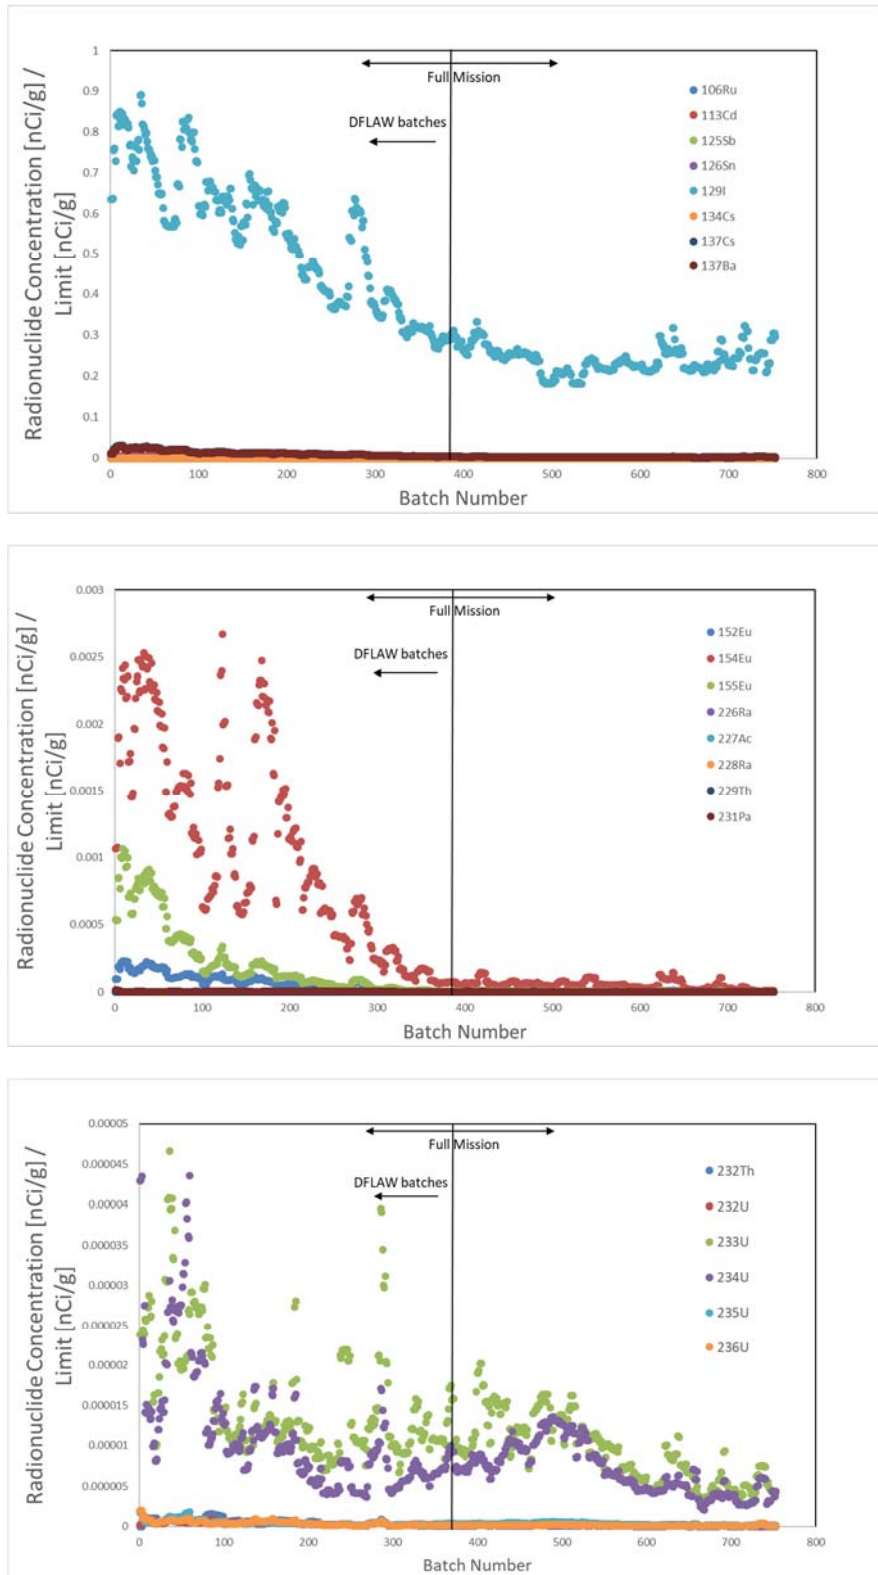 Radionuclide Concentration [nCi/g] /
Limit [nCi/g]
1
0.9
0.8
0.7
0.6
0.5
0.4
0.3
0.2
0.1
0
0 100 200 300 400 500 600 700 800
Batch Number
Full Mission
DFLAW batches
106Ru
113Cd
125Sb
126Sn
129I
134Cs
137Cs
137Ba
Radionuclide Concentration [nCi/g] /
Limit [nCi/g]
0.003
0.0025
0.002
0.0015
0.001
0.0005
0
0 100 200 300 400 500 600 700 800
Batch Number
Full Mission
DFLAW batches
152Eu
154Eu
155Eu
226Ra
227Ac
228Ra
229Th
231Pa
Radionuclide Concentration [nCi/g] /
Limit [nCi/g]
0.00005
0.000045
0.00004
0.000035
0.00003
0.000025
0.00002
0.000015
0.00001
0.000005
0
0 100 200 300 400 500 600 700 800
Batch Number
Full Mission
DFLAW batches
232Th
232U
233U
234U
235U
236U